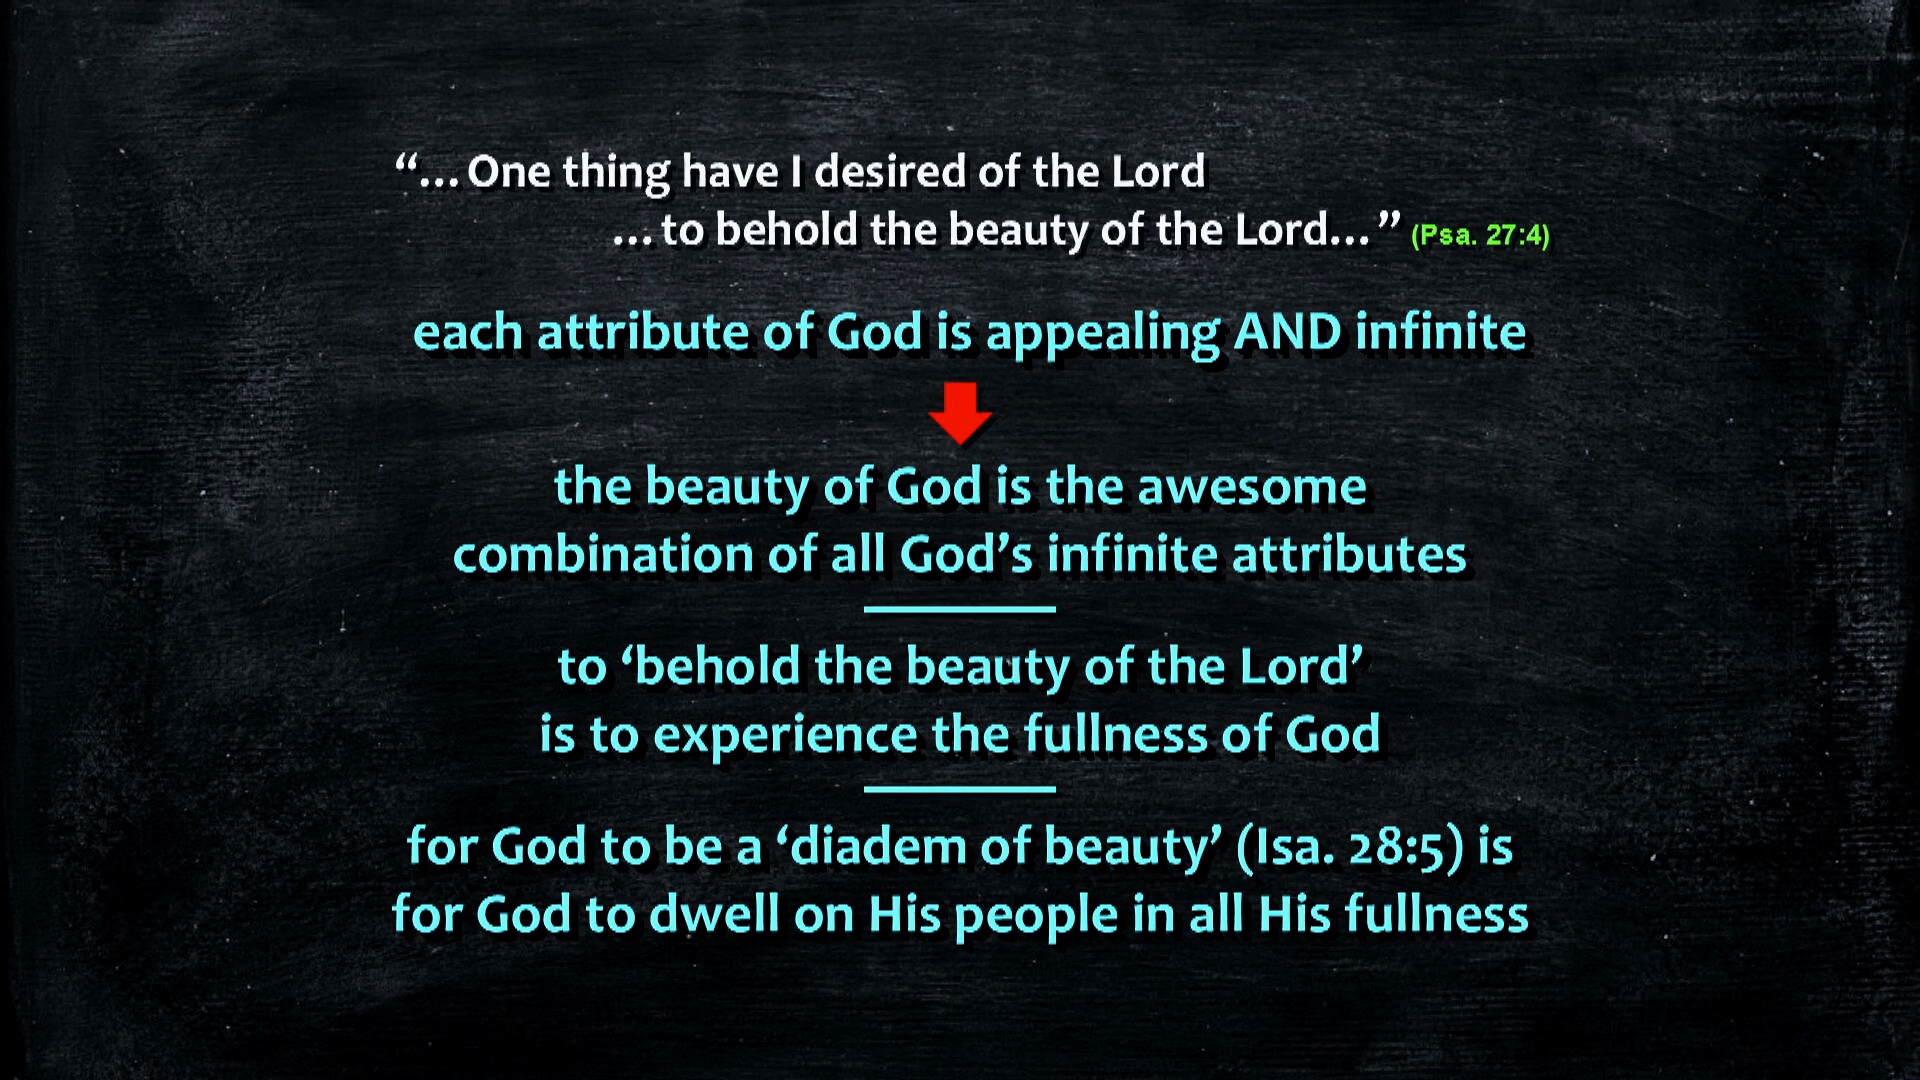 “... One thing have I desired of the Lord
... to behold the beauty of the Lord... ” (Psa. 27:4)
each attribute of God is appealing AND infinite
the beauty of God is the awesome
combination of all God’s infinite attributes
to ‘behold the beauty of the Lord’
is to experience the fullness of God
for God to be a ‘diadem of beauty’ (Isa. 28:5) is
for God to dwell on His people in all His fullness